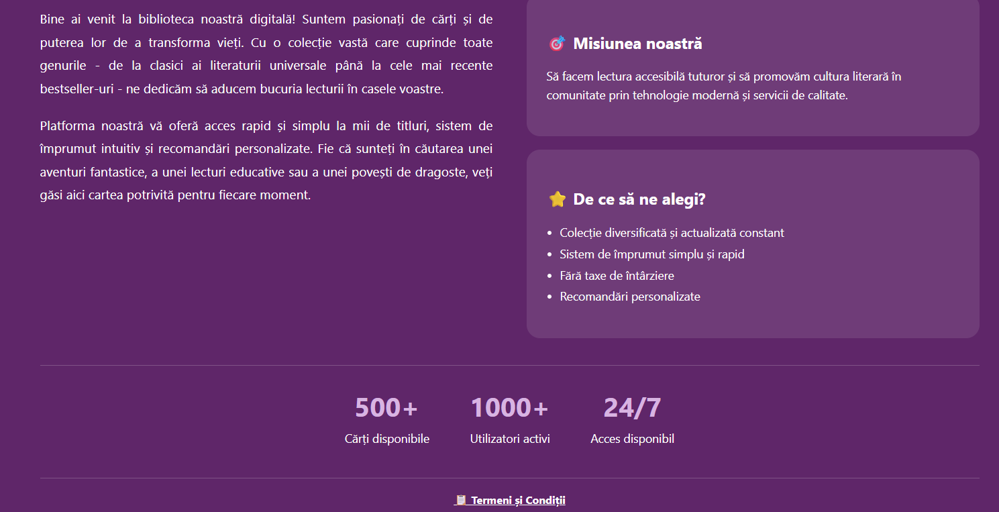 Bine ai venit la biblioteca noastră digitală! Suntem pasionați de cărți și de
puterea lor de a transforma vieți. Cu o colecție vastă care cuprinde toate
genurile - de la clasici ai literaturii universale până la cele mai recente
bestseller-uri - ne dedicăm să aducem bucuria lecturii în casele voastre.
Platforma noastră vă oferă acces rapid și simplu la mii de titluri, sistem de
împrumut intuitiv și recomandări personalizate. Fie că sunteți în căutarea unei
aventuri fantastice, a unei lecturi educative sau a unei povești de dragoste, veți
găsi aici cartea potrivită pentru fiecare moment.
🎯 Misiunea noastră
Să facem lectura accesibilă tuturor și să promovăm cultura literară în
comunitate prin tehnologie modernă și servicii de calitate.
⭐ De ce să ne alegi?
• Colecție diversificată și actualizată constant
• Sistem de împrumut simplu și rapid
• Fără taxe de întârziere
• Recomandări personalizate
500+ 1000+ 24/7
Cărți disponibile Utilizatori activi Acces disponibil
📋 Termeni și Condiții